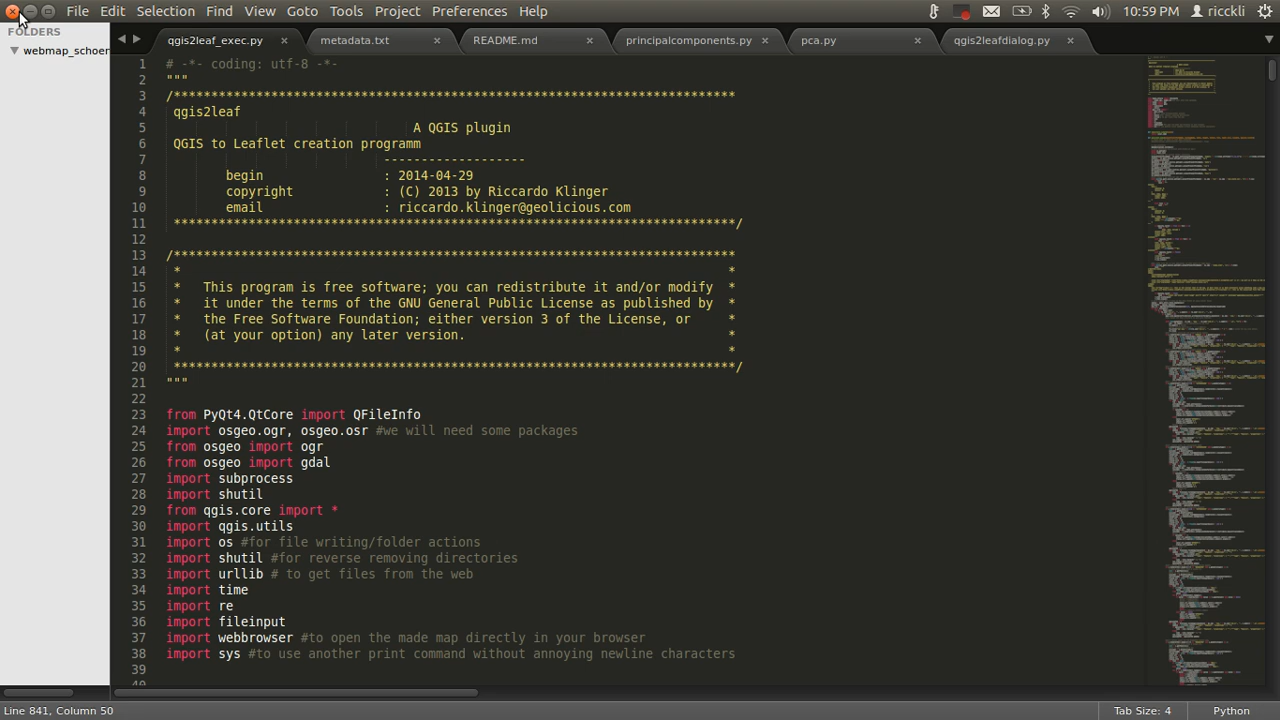 File Edit Selection Find View Goto Tools Project Preferences Help 10:59 PM ricckli
FOLDERS
webmap_schoer
qgis2leaf_exec.py metadata.txt README.md principalcomponents.py pca.py qgis2leafdialog.py
1 # -*- coding: utf-8 -*-
2 """
3 /***************************************************************************
4 qgis2leaf
5 A QGIS plugin
6 QGIS to Leaflet creation programm
7 -------------------
8 begin : 2014-04-29
9 copyright : (C) 2013 by Riccardo Klinger
10 email : riccardo.klinger@geolicious.com
11 ***************************************************************************/
12
13 /***************************************************************************
14 * *
15 * This program is free software; you can redistribute it and/or modify *
16 * it under the terms of the GNU General Public License as published by *
17 * the Free Software Foundation; either version 3 of the License, or *
18 * (at your option) any later version. *
19 * *
20 ***************************************************************************/
21 """
22
23 from PyQt4.QtCore import QFileInfo
24 import osgeo.ogr, osgeo.osr #we will need some packages
25 from osgeo import ogr
26 from osgeo import gdal
27 import subprocess
28 import shutil
29 from qgis.core import *
30 import qgis.utils
31 import os #for file writing/folder actions
32 import shutil #for reverse removing directories
33 import urllib # to get files from the web
34 import time
35 import re
36 import fileinput
37 import webbrowser #to open the made map directly in your browser
38 import sys #to use another print command without annoying newline characters
39
40
Line 841, Column 50 Tab Size: 4 Python